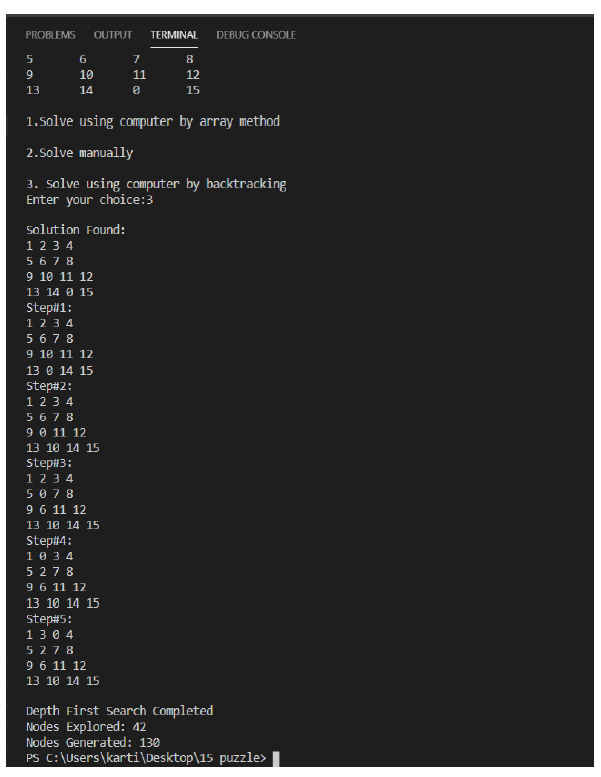 PROBLEMS OUTPUT TERMINAL DEBUG CONSOLE
5 6 7 8
9 10 11 12
13 14 0 15
1.Solve using computer by array method
2.Solve manually
3. Solve using computer by backtracking
Enter your choice:3
Solution Found:
1 2 3 4
5 6 7 8
9 10 11 12
13 14 0 15
Step#1:
1 2 3 4
5 6 7 8
9 10 11 12
13 0 14 15
Step#2:
1 2 3 4
5 6 7 8
9 0 11 12
13 10 14 15
Step#3:
1 2 3 4
5 0 7 8
9 6 11 12
13 10 14 15
Step#4:
1 0 3 4
5 2 7 8
9 6 11 12
13 10 14 15
Step#5:
1 3 0 4
5 2 7 8
9 6 11 12
13 10 14 15
Depth First Search Completed
Nodes Explored: 42
Nodes Generated: 130
PS C:\Users\karti\Desktop\15 puzzle>